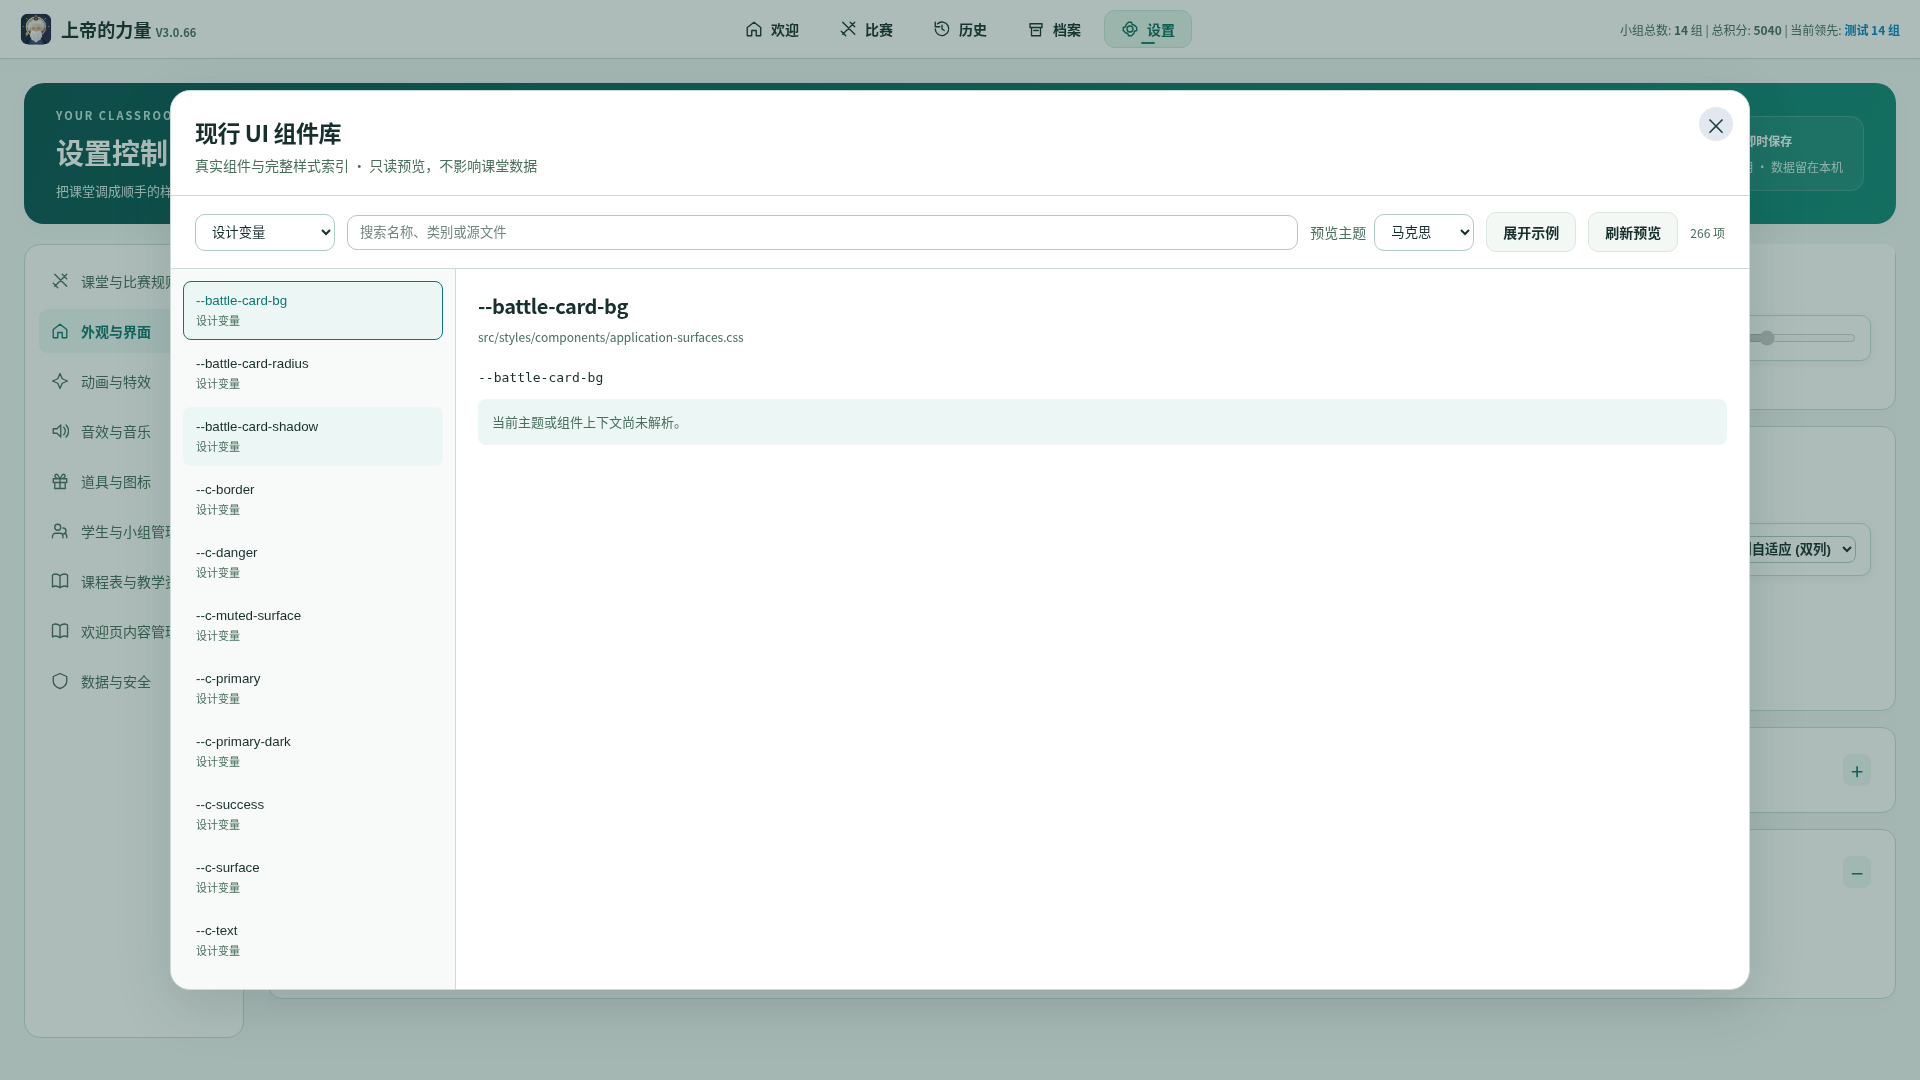 上帝的力量 V3.0.66
欢迎
比赛
历史
档案
设置
小组总数: 14 组 | 总积分: 5040 | 当前领先: 测试 14 组
YOUR CLASSROO
设置控制
把课堂调成顺手的样
即时保存
· 数据留在本机
课堂与比赛规则
外观与界面
动画与特效
音效与音乐
道具与图标
学生与小组管理
课程表与教学资
欢迎页内容管理
数据与安全
自适应 (双列)
现行 UI 组件库
真实组件与完整样式索引 · 只读预览，不影响课堂数据
设计变量
搜索名称、类别或源文件
预览主题
马克思
展开示例
刷新预览
266 项
--battle-card-bg
设计变量
--battle-card-radius
设计变量
--battle-card-shadow
设计变量
--c-border
设计变量
--c-danger
设计变量
--c-muted-surface
设计变量
--c-primary
设计变量
--c-primary-dark
设计变量
--c-success
设计变量
--c-surface
设计变量
--c-text
设计变量
--battle-card-bg
src/styles/components/application-surfaces.css
--battle-card-bg
当前主题或组件上下文尚未解析。